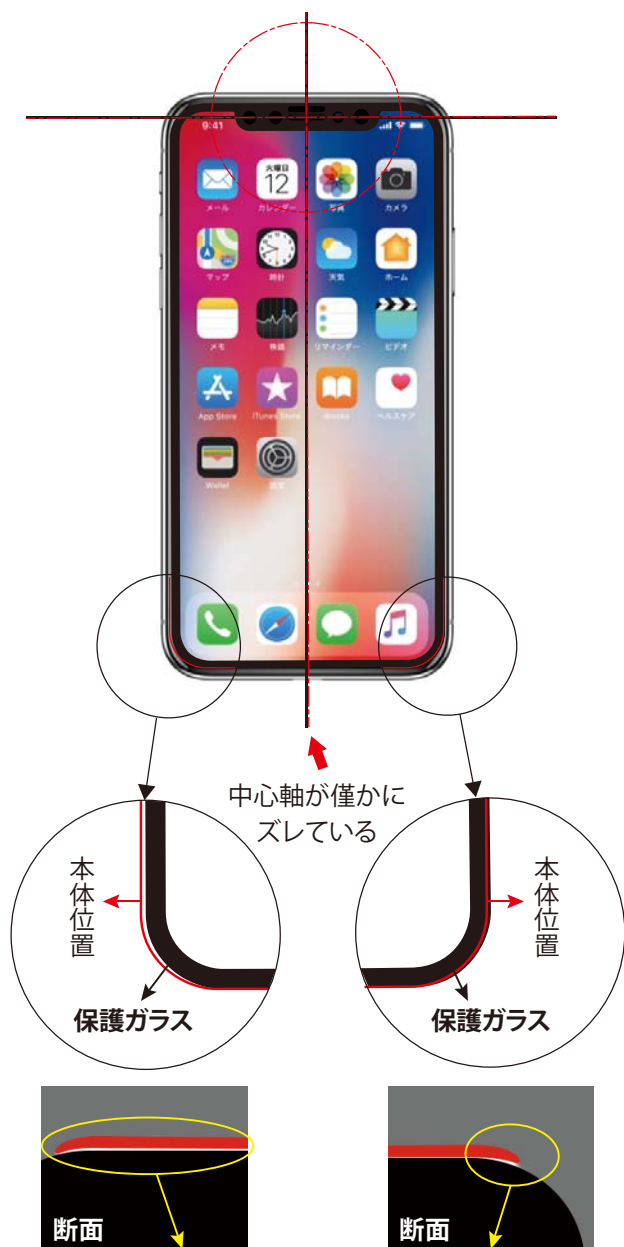 9:41
火曜日
12
メール
カレンダー
写真
カメラ
マップ
時計
天気
ホーム
メモ
株価
リマインダー
ビデオ
App Store
iTunes Store
iBooks
ヘルスケア
Wallet
設定
中心軸が僅かに
ズレている
本体位置
保護ガラス
本体位置
保護ガラス
断面
断面